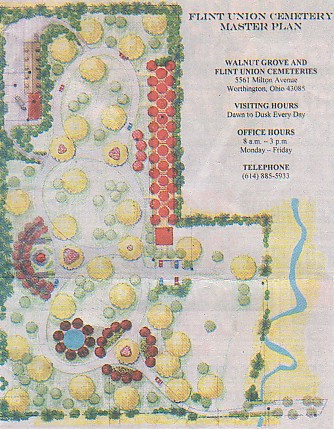 FLINT UNION CEMETERY
MASTER PLAN
WALNUT GROVE AND
FLINT UNION CEMETERIES
5561 Milton Avenue
Worthington, Ohio 43085
VISITING HOURS
Dawn to Dusk Every Day
OFFICE HOURS
8 a.m. – 3 p.m.
Monday – Friday
TELEPHONE
(614) 885-5933